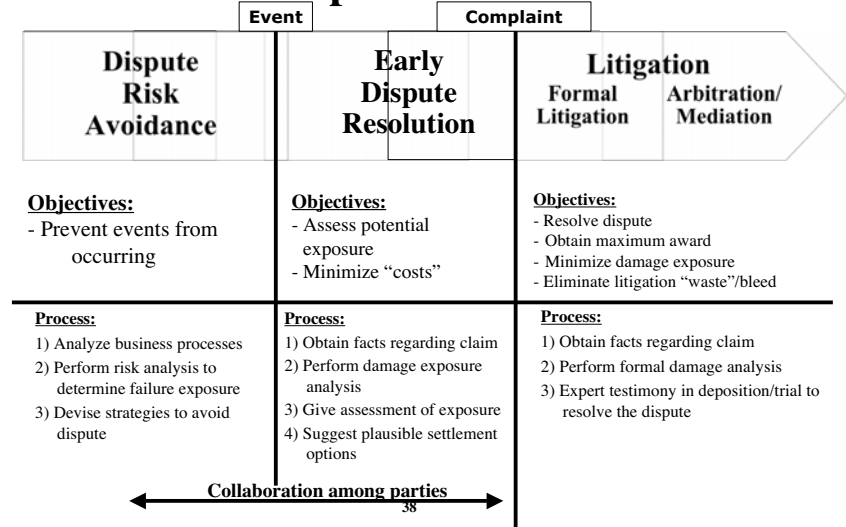 Event
Complaint
Dispute
Risk
Avoidance
Early
Dispute
Resolution
Litigation
Formal
Litigation
Arbitration/
Mediation
Objectives:
- Prevent events from
occurring
Objectives:
- Assess potential
exposure
- Minimize “costs”
Objectives:
- Resolve dispute
- Obtain maximum award
- Minimize damage exposure
- Eliminate litigation “waste”/bleed
Process:
1) Analyze business processes
2) Perform risk analysis to
determine failure exposure
3) Devise strategies to avoid
dispute
Process:
1) Obtain facts regarding claim
2) Perform damage exposure
analysis
3) Give assessment of exposure
4) Suggest plausible settlement
options
Process:
1) Obtain facts regarding claim
2) Perform formal damage analysis
3) Expert testimony in deposition/trial to
resolve the dispute
Collaboration among parties
38